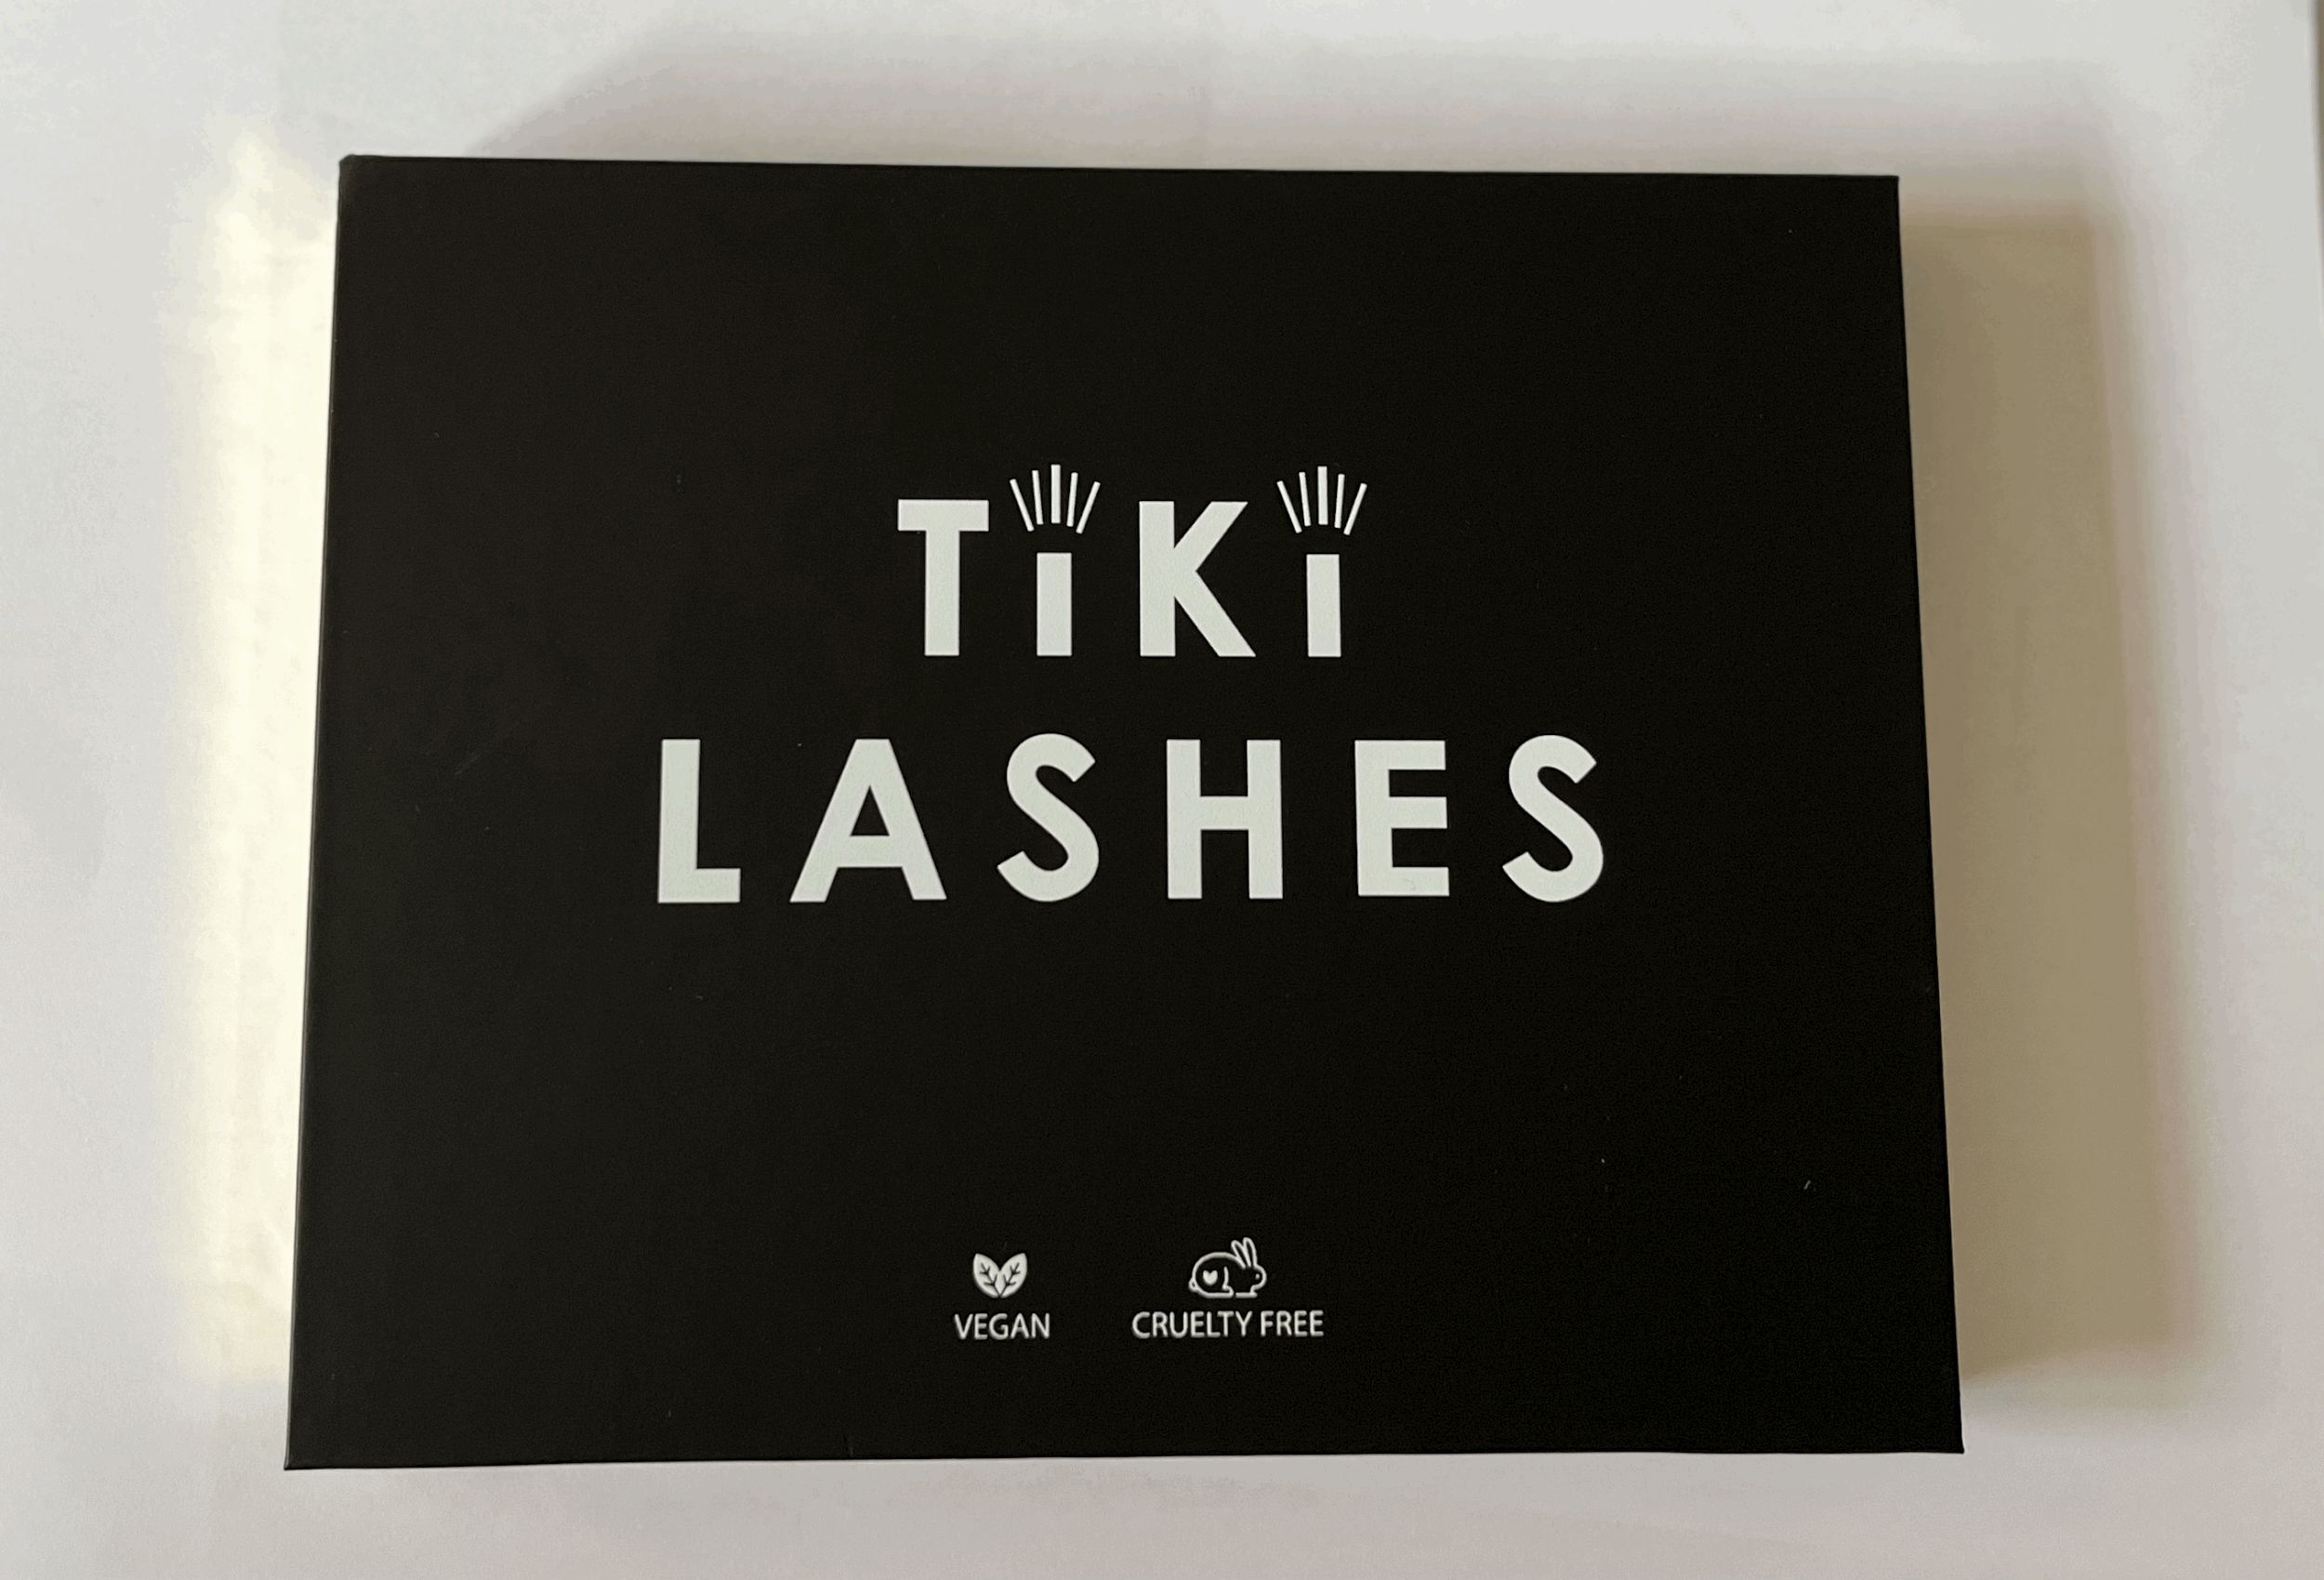 TiKi
LASHES
VEGAN CRUELTY FREE